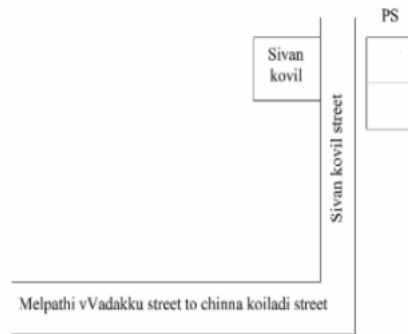 PS
Sivan
kovil
Sivan kovil street
Melpathi vVadakku street to chinna koiladi street